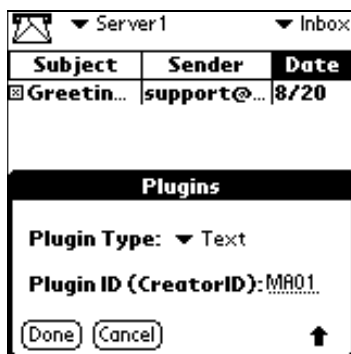 Server1 Inbox
Subject Sender Date
Greetin... support@... 8/20
Plugins
Plugin Type: Text
Plugin ID (CreatorID): MA01
Done Cancel